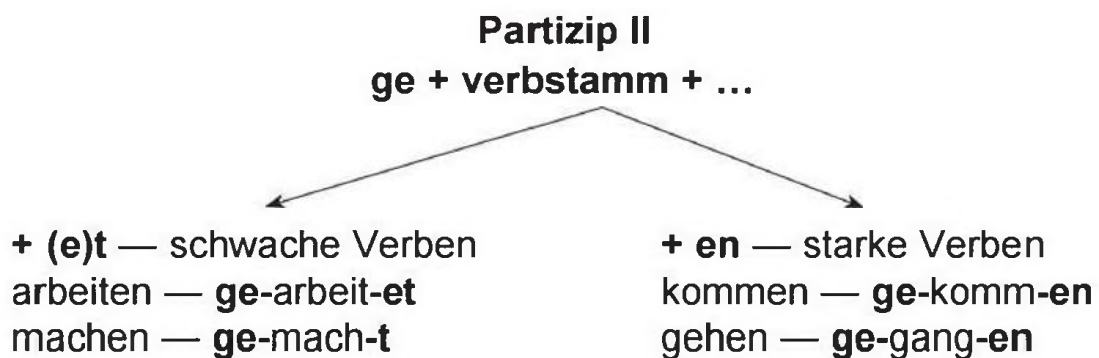 Partizip II
ge + verbstamm + ...
+ (e)t — schwache Verben
arbeiten — ge-arbeit-et
machen — ge-mach-t
+ en — starke Verben
kommen — ge-komm-en
gehen — ge-gang-en